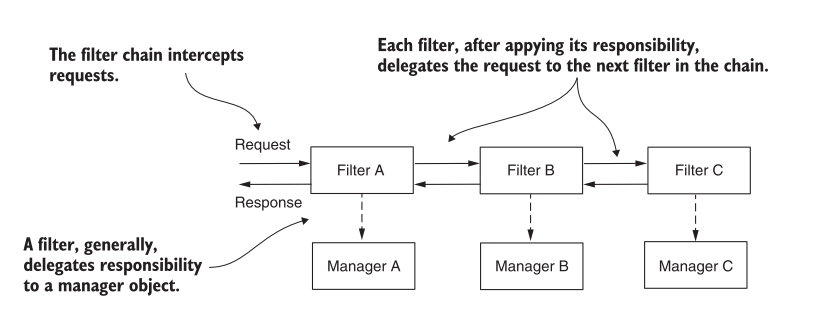 The filter chain intercepts
requests.
Each filter, after appying its responsibility,
delegates the request to the next filter in the chain.
Request
Filter A
Filter B
Filter C
Response
A filter, generally,
delegates responsibility
to a manager object.
Manager A
Manager B
Manager C